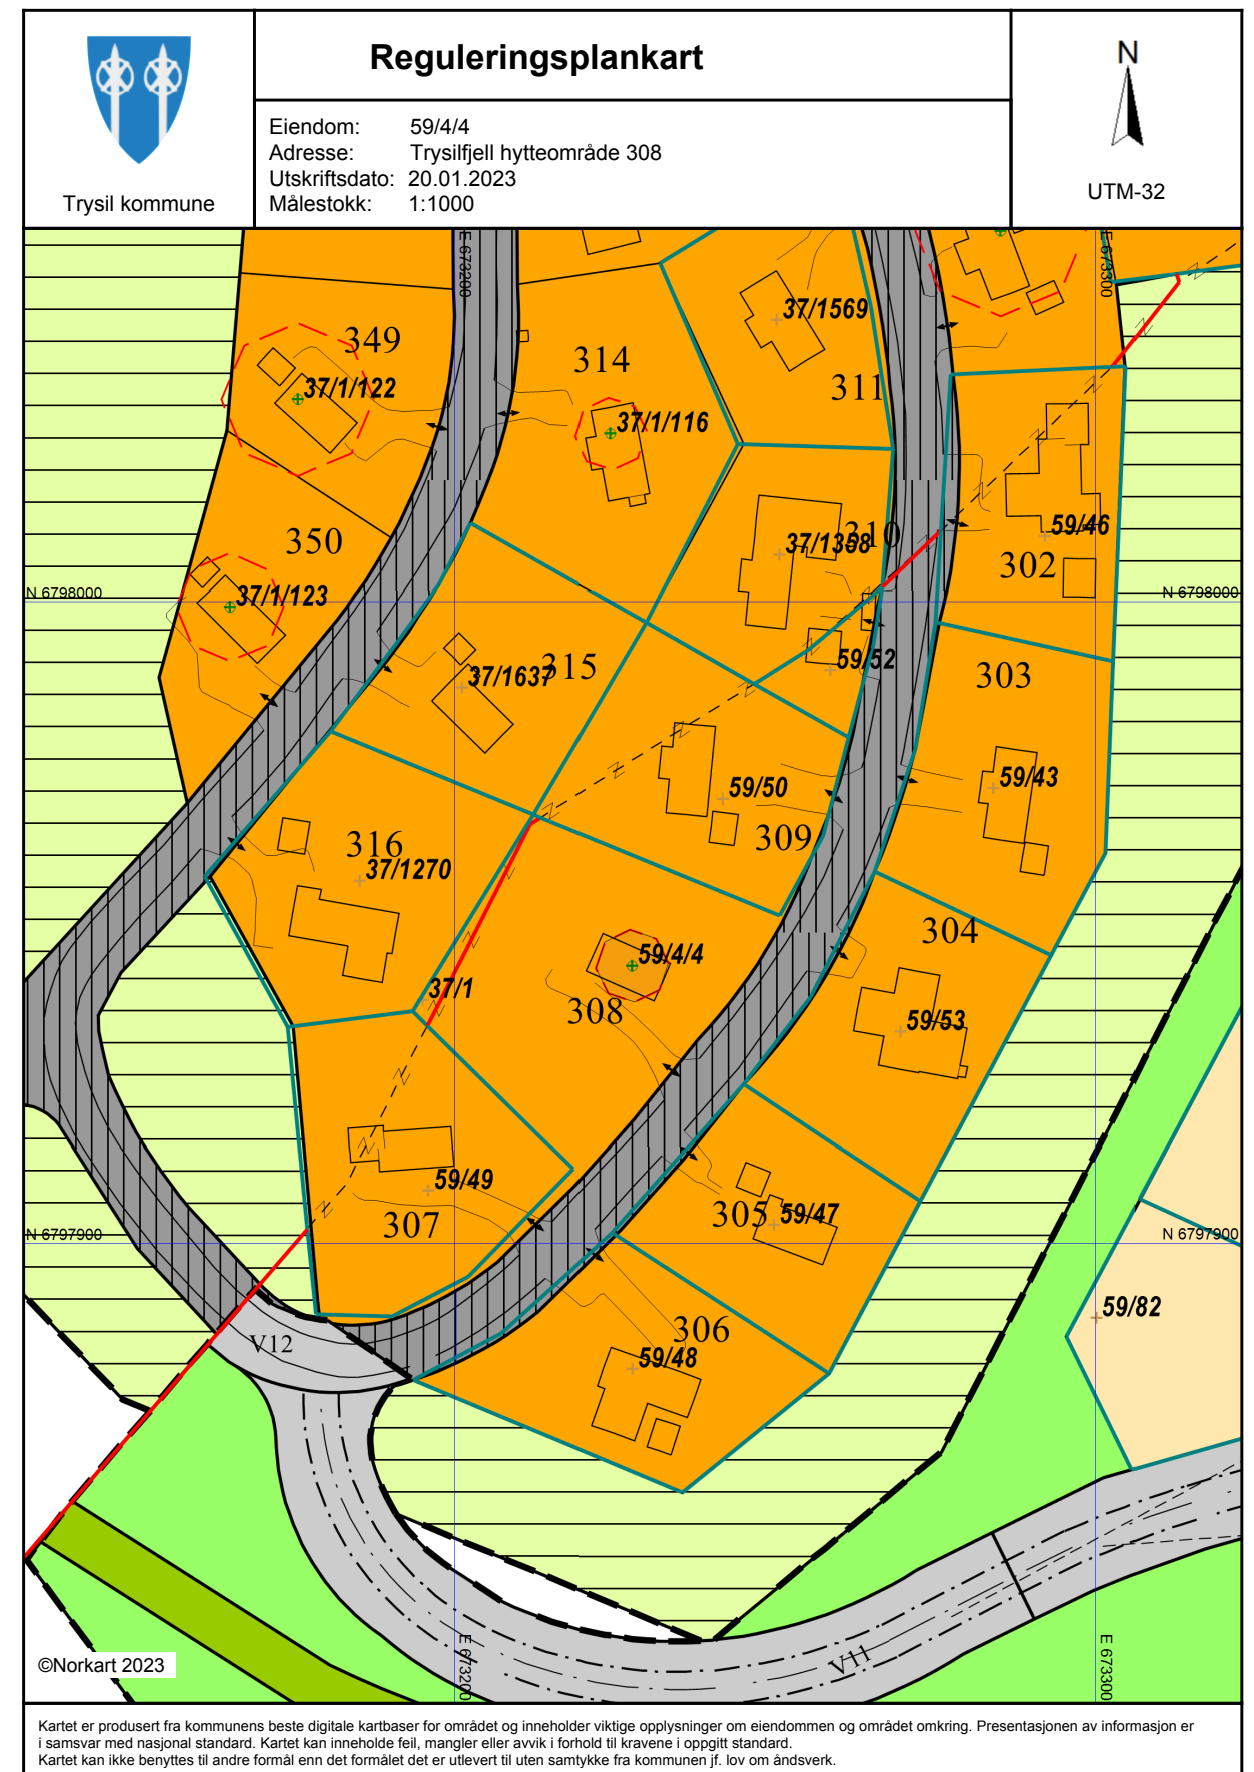 Reguleringsplankart
N
Eiendom: 59/4/4
Adresse: Trysilfjell hytteområde 308
Utskriftsdato: 20.01.2023
Målestokk: 1:1000
Trysil kommune
UTM-32
E 673200
E 673300
37/1569
349
314
311
37/1/122
37/1/116
59/46
350
37/1358
310
302
N 6798000
37/1/123
N 6798000
59/52
315
37/1637
303
59/43
59/50
309
316
37/1270
304
59/4/4
37/1
308
59/53
59/49
305
59/47
307
N 6797900
N 6797900
59/82
306
V12
59/48
V11
E 673200
E 673300
©Norkart 2023
Kartet er produsert fra kommunens beste digitale kartbaser for området og inneholder viktige opplysninger om eiendommen og området omkring. Presentasjonen av informasjon er
i samsvar med nasjonal standard. Kartet kan inneholde feil, mangler eller avvik i forhold til kravene i oppgitt standard.
Kartet kan ikke benyttes til andre formål enn det formålet det er utlevert til uten samtykke fra kommunen jf. lov om åndsverk.